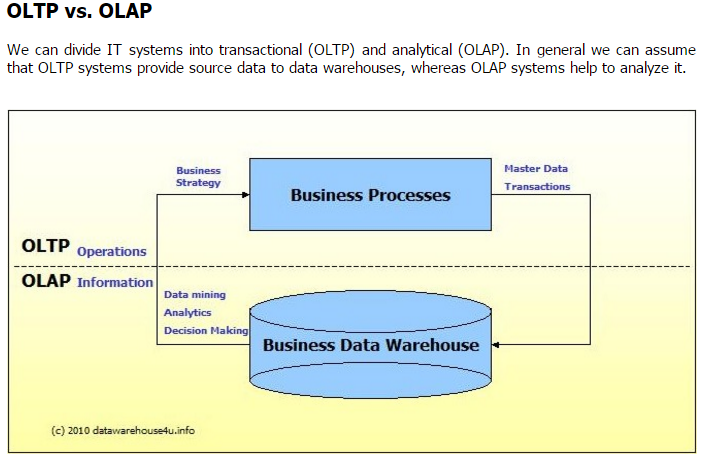 OLTP vs. OLAP
We can divide IT systems into transactional (OLTP) and analytical (OLAP). In general we can assume
that OLTP systems provide source data to data warehouses, whereas OLAP systems help to analyze it.
Business
Strategy
Business Processes
Master Data
Transactions
OLTP Operations
OLAP Information
Data mining
Analytics
Decision Making
Business Data Warehouse
(c) 2010 datawarehouse4u.info